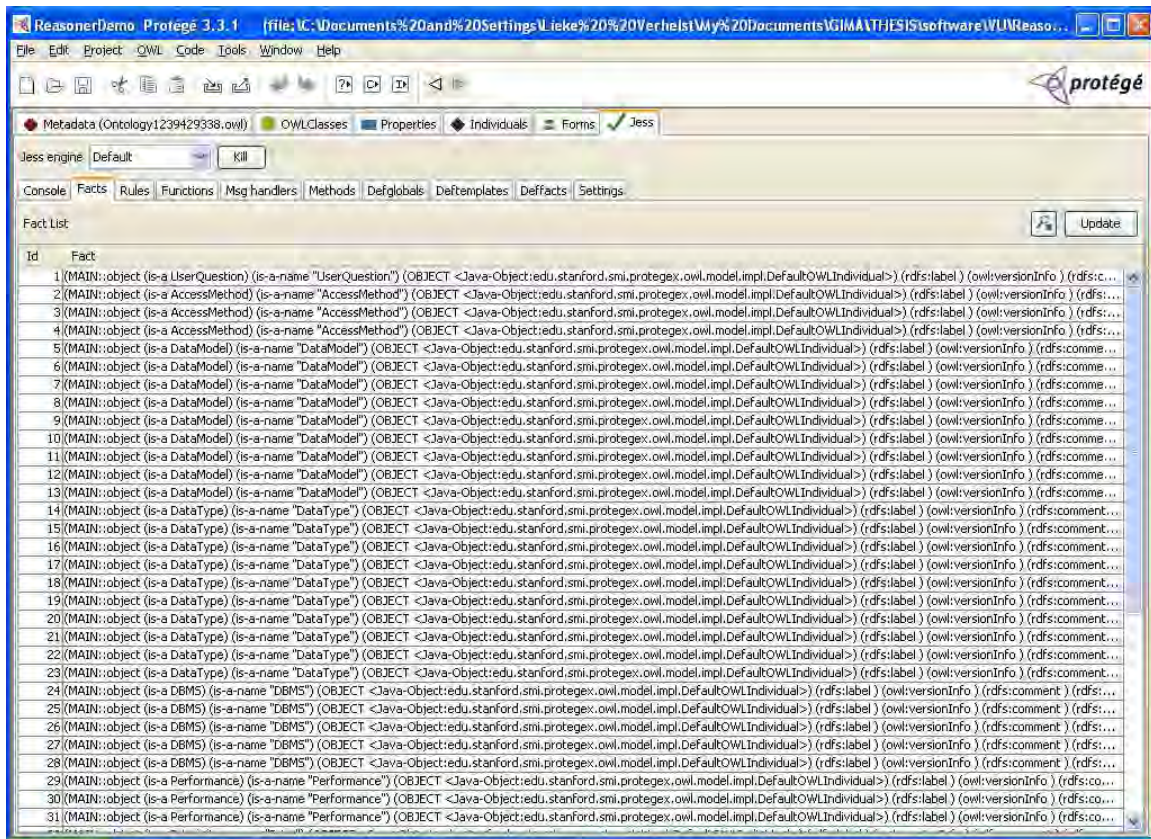 ReasonerDemo Protégé 3.3.1 (file:\C:\Documents%20and%20Settings\Lieke%20%20Verhelst\My%20Documents\GIMA\THESIS\software\VU\Reaso...
File Edit Project OWL Code Tools Window Help
protégé
Metadata (Ontology1239429338.owl) OWLClasses Properties Individuals Forms Jess
Jess engine Default Kill
Console Facts Rules Functions Msg handlers Methods Defglobals Deftemplates Deffacts Settings
Fact List Update
Id Fact
1 (MAIN::object (is-a UserQuestion) (is-a-name "UserQuestion") (OBJECT <Java-Object:edu.stanford.smi.protegex.owl.model.impl.DefaultOWLIndividual>) (rdfs:label ) (owl:versionInfo ) (rdfs:c...
2 (MAIN::object (is-a AccessMethod) (is-a-name "AccessMethod") (OBJECT <Java-Object:edu.stanford.smi.protegex.owl.model.impl.DefaultOWLIndividual>) (rdfs:label ) (owl:versionInfo ) (rdfs:...
3 (MAIN::object (is-a AccessMethod) (is-a-name "AccessMethod") (OBJECT <Java-Object:edu.stanford.smi.protegex.owl.model.impl.DefaultOWLIndividual>) (rdfs:label ) (owl:versionInfo ) (rdfs:...
4 (MAIN::object (is-a AccessMethod) (is-a-name "AccessMethod") (OBJECT <Java-Object:edu.stanford.smi.protegex.owl.model.impl.DefaultOWLIndividual>) (rdfs:label ) (owl:versionInfo ) (rdfs:...
5 (MAIN::object (is-a DataModel) (is-a-name "DataModel") (OBJECT <Java-Object:edu.stanford.smi.protegex.owl.model.impl.DefaultOWLIndividual>) (rdfs:label ) (owl:versionInfo ) (rdfs:comme...
6 (MAIN::object (is-a DataModel) (is-a-name "DataModel") (OBJECT <Java-Object:edu.stanford.smi.protegex.owl.model.impl.DefaultOWLIndividual>) (rdfs:label ) (owl:versionInfo ) (rdfs:comme...
7 (MAIN::object (is-a DataModel) (is-a-name "DataModel") (OBJECT <Java-Object:edu.stanford.smi.protegex.owl.model.impl.DefaultOWLIndividual>) (rdfs:label ) (owl:versionInfo ) (rdfs:comme...
8 (MAIN::object (is-a DataModel) (is-a-name "DataModel") (OBJECT <Java-Object:edu.stanford.smi.protegex.owl.model.impl.DefaultOWLIndividual>) (rdfs:label ) (owl:versionInfo ) (rdfs:comme...
9 (MAIN::object (is-a DataModel) (is-a-name "DataModel") (OBJECT <Java-Object:edu.stanford.smi.protegex.owl.model.impl.DefaultOWLIndividual>) (rdfs:label ) (owl:versionInfo ) (rdfs:comme...
10 (MAIN::object (is-a DataModel) (is-a-name "DataModel") (OBJECT <Java-Object:edu.stanford.smi.protegex.owl.model.impl.DefaultOWLIndividual>) (rdfs:label ) (owl:versionInfo ) (rdfs:comme...
11 (MAIN::object (is-a DataModel) (is-a-name "DataModel") (OBJECT <Java-Object:edu.stanford.smi.protegex.owl.model.impl.DefaultOWLIndividual>) (rdfs:label ) (owl:versionInfo ) (rdfs:comme...
12 (MAIN::object (is-a DataModel) (is-a-name "DataModel") (OBJECT <Java-Object:edu.stanford.smi.protegex.owl.model.impl.DefaultOWLIndividual>) (rdfs:label ) (owl:versionInfo ) (rdfs:comme...
13 (MAIN::object (is-a DataModel) (is-a-name "DataModel") (OBJECT <Java-Object:edu.stanford.smi.protegex.owl.model.impl.DefaultOWLIndividual>) (rdfs:label ) (owl:versionInfo ) (rdfs:comme...
14 (MAIN::object (is-a DataType) (is-a-name "DataType") (OBJECT <Java-Object:edu.stanford.smi.protegex.owl.model.impl.DefaultOWLIndividual>) (rdfs:label ) (owl:versionInfo ) (rdfs:comment...
15 (MAIN::object (is-a DataType) (is-a-name "DataType") (OBJECT <Java-Object:edu.stanford.smi.protegex.owl.model.impl.DefaultOWLIndividual>) (rdfs:label ) (owl:versionInfo ) (rdfs:comment...
16 (MAIN::object (is-a DataType) (is-a-name "DataType") (OBJECT <Java-Object:edu.stanford.smi.protegex.owl.model.impl.DefaultOWLIndividual>) (rdfs:label ) (owl:versionInfo ) (rdfs:comment...
17 (MAIN::object (is-a DataType) (is-a-name "DataType") (OBJECT <Java-Object:edu.stanford.smi.protegex.owl.model.impl.DefaultOWLIndividual>) (rdfs:label ) (owl:versionInfo ) (rdfs:comment...
18 (MAIN::object (is-a DataType) (is-a-name "DataType") (OBJECT <Java-Object:edu.stanford.smi.protegex.owl.model.impl.DefaultOWLIndividual>) (rdfs:label ) (owl:versionInfo ) (rdfs:comment...
19 (MAIN::object (is-a DataType) (is-a-name "DataType") (OBJECT <Java-Object:edu.stanford.smi.protegex.owl.model.impl.DefaultOWLIndividual>) (rdfs:label ) (owl:versionInfo ) (rdfs:comment...
20 (MAIN::object (is-a DataType) (is-a-name "DataType") (OBJECT <Java-Object:edu.stanford.smi.protegex.owl.model.impl.DefaultOWLIndividual>) (rdfs:label ) (owl:versionInfo ) (rdfs:comment...
21 (MAIN::object (is-a DataType) (is-a-name "DataType") (OBJECT <Java-Object:edu.stanford.smi.protegex.owl.model.impl.DefaultOWLIndividual>) (rdfs:label ) (owl:versionInfo ) (rdfs:comment...
22 (MAIN::object (is-a DataType) (is-a-name "DataType") (OBJECT <Java-Object:edu.stanford.smi.protegex.owl.model.impl.DefaultOWLIndividual>) (rdfs:label ) (owl:versionInfo ) (rdfs:comment...
23 (MAIN::object (is-a DataType) (is-a-name "DataType") (OBJECT <Java-Object:edu.stanford.smi.protegex.owl.model.impl.DefaultOWLIndividual>) (rdfs:label ) (owl:versionInfo ) (rdfs:comment...
24 (MAIN::object (is-a DBMS) (is-a-name "DBMS") (OBJECT <Java-Object:edu.stanford.smi.protegex.owl.model.impl.DefaultOWLIndividual>) (rdfs:label ) (owl:versionInfo ) (rdfs:comment ) (rdfs:...
25 (MAIN::object (is-a DBMS) (is-a-name "DBMS") (OBJECT <Java-Object:edu.stanford.smi.protegex.owl.model.impl.DefaultOWLIndividual>) (rdfs:label ) (owl:versionInfo ) (rdfs:comment ) (rdfs:...
26 (MAIN::object (is-a DBMS) (is-a-name "DBMS") (OBJECT <Java-Object:edu.stanford.smi.protegex.owl.model.impl.DefaultOWLIndividual>) (rdfs:label ) (owl:versionInfo ) (rdfs:comment ) (rdfs:...
27 (MAIN::object (is-a DBMS) (is-a-name "DBMS") (OBJECT <Java-Object:edu.stanford.smi.protegex.owl.model.impl.DefaultOWLIndividual>) (rdfs:label ) (owl:versionInfo ) (rdfs:comment ) (rdfs:...
28 (MAIN::object (is-a DBMS) (is-a-name "DBMS") (OBJECT <Java-Object:edu.stanford.smi.protegex.owl.model.impl.DefaultOWLIndividual>) (rdfs:label ) (owl:versionInfo ) (rdfs:comment ) (rdfs:...
29 (MAIN::object (is-a Performance) (is-a-name "Performance") (OBJECT <Java-Object:edu.stanford.smi.protegex.owl.model.impl.DefaultOWLIndividual>) (rdfs:label ) (owl:versionInfo ) (rdfs:co...
30 (MAIN::object (is-a Performance) (is-a-name "Performance") (OBJECT <Java-Object:edu.stanford.smi.protegex.owl.model.impl.DefaultOWLIndividual>) (rdfs:label ) (owl:versionInfo ) (rdfs:co...
31 (MAIN::object (is-a Performance) (is-a-name "Performance") (OBJECT <Java-Object:edu.stanford.smi.protegex.owl.model.impl.DefaultOWLIndividual>) (rdfs:label ) (owl:versionInfo ) (rdfs:co...